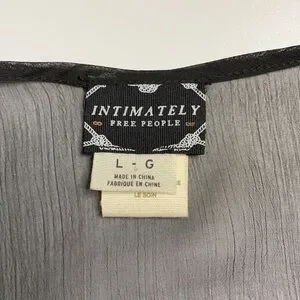 INTIMATELY
FREE PEOPLE
L - G
MADE IN CHINA
FABRIQUÉ EN CHINE
LE SOIN